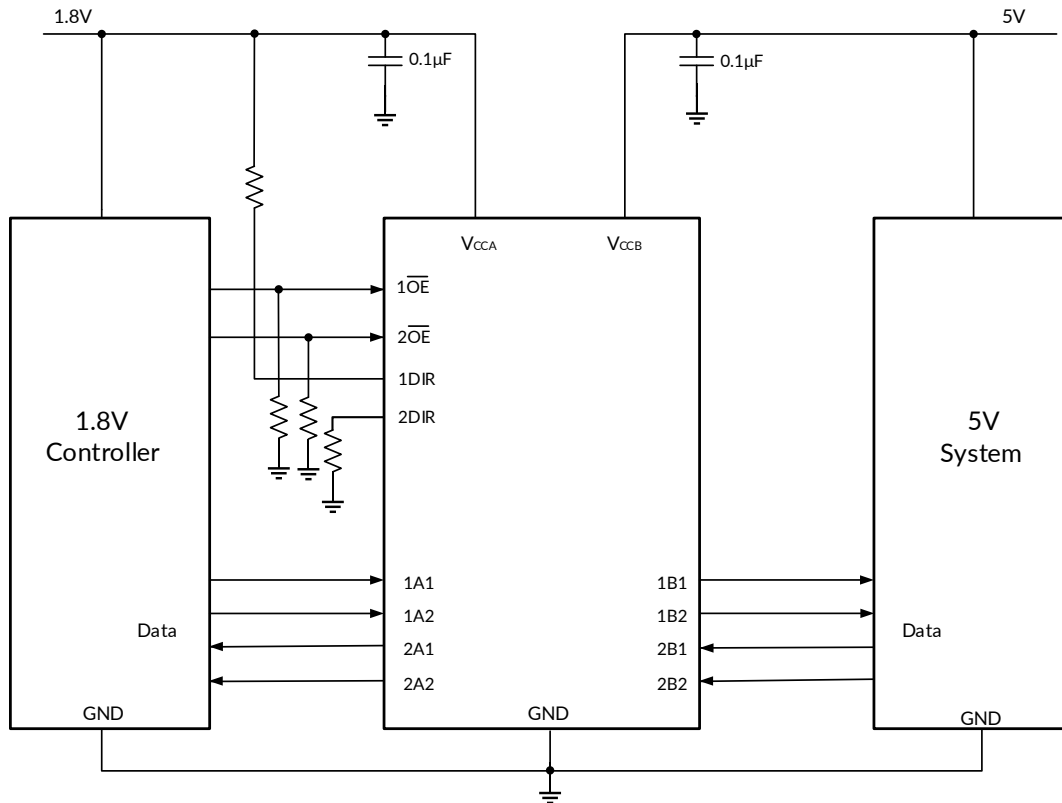 1.8V
5V
0.1µF
0.1µF
VCCA
VCCB
1OE
2OE
1DIR
2DIR
1.8V
Controller
5V
System
1A1
1B1
1A2
1B2
Data
Data
2A1
2B1
2A2
2B2
GND
GND
GND